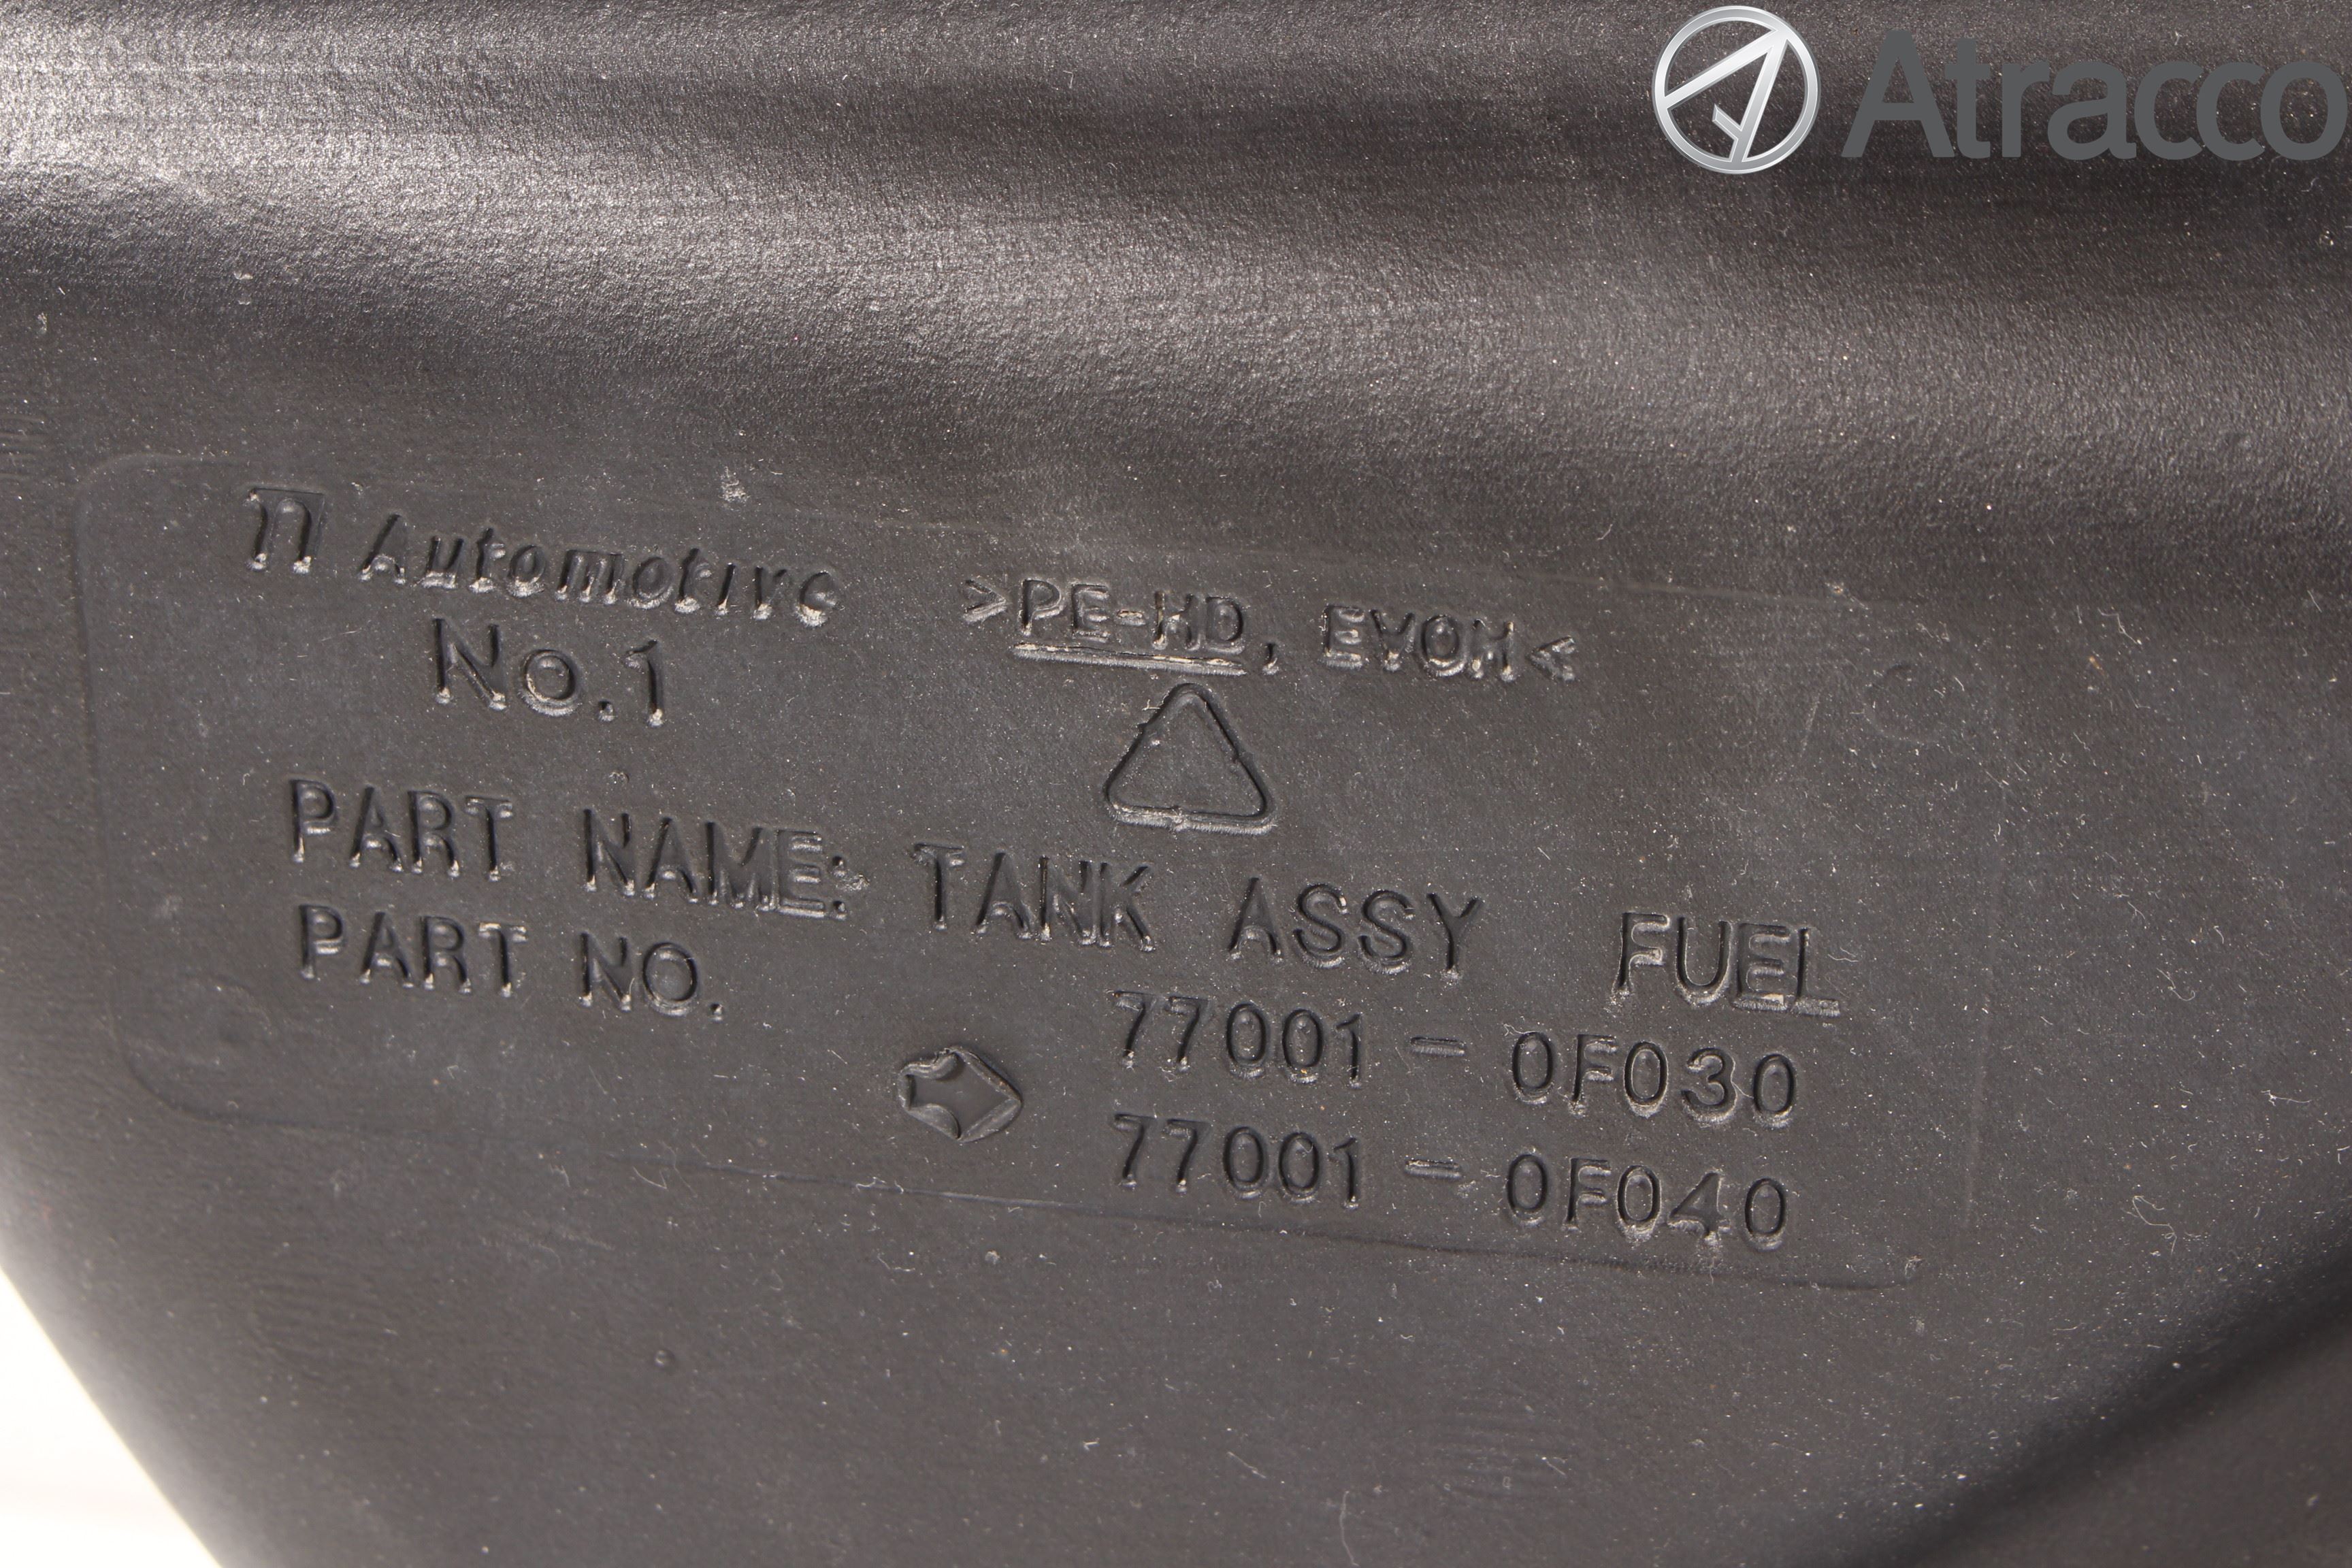 Atracco
TI Automotive
>PE-HD, EVOH<
No.1
PART NAME: TANK ASSY FUEL
PART NO.
77001-0F030
77001-0F040